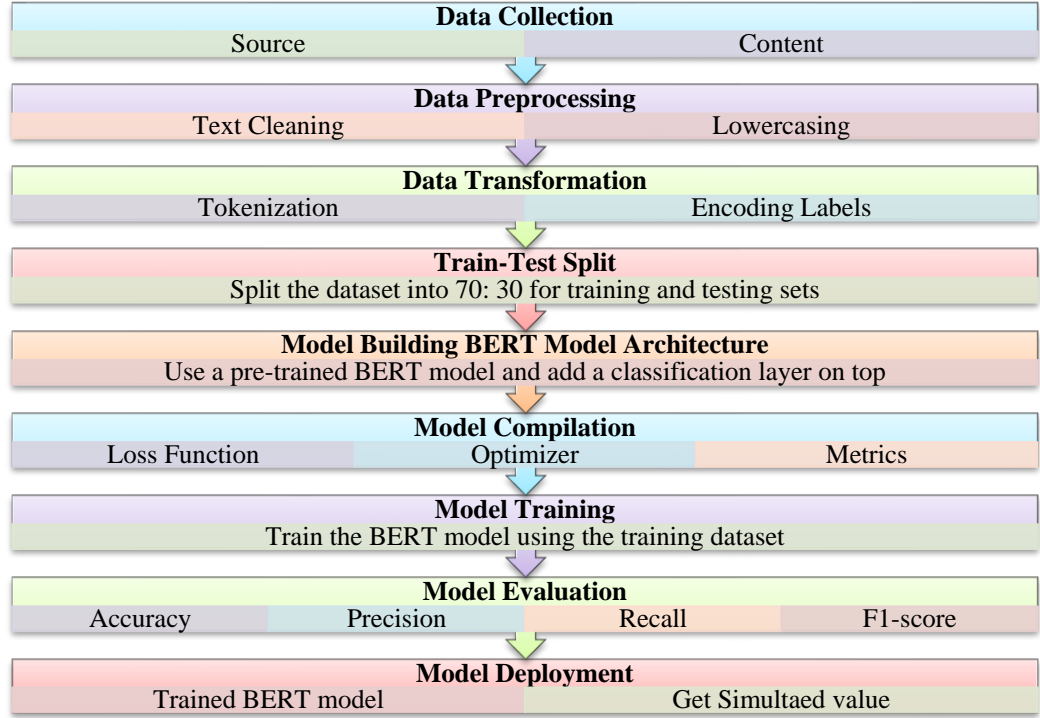 Data Collection
Source Content
Data Preprocessing
Text Cleaning Lowercasing
Data Transformation
Tokenization Encoding Labels
Train-Test Split
Split the dataset into 70: 30 for training and testing sets
Model Building BERT Model Architecture
Use a pre-trained BERT model and add a classification layer on top
Model Compilation
Loss Function Optimizer Metrics
Model Training
Train the BERT model using the training dataset
Model Evaluation
Accuracy Precision Recall F1-score
Model Deployment
Trained BERT model Get Simultaed value